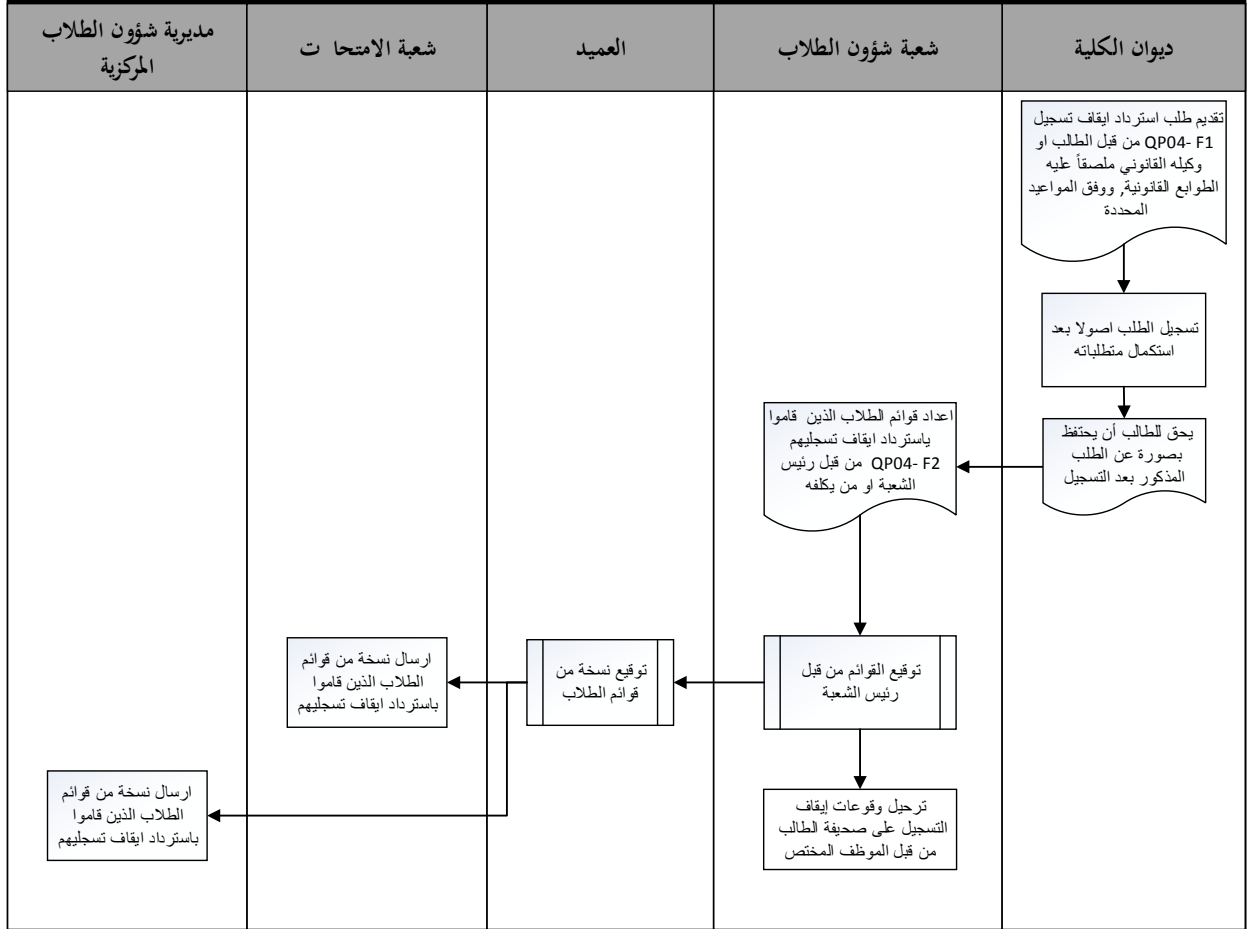 ديوان الكلية
شعبة شؤون الطلاب
العميد
شعبة الامتحا ت
مديرية شؤون الطلاب
المركزية
تقديم طلب استرداد ايقاف تسجيل
QP04- F1 من قبل الطالب او
وكيله القانوني ملصقاً عليه
الطوابع القانونية, ووفق المواعيد
المحددة
تسجيل الطلب اصولا بعد
استكمال متطلباته
يحق للطالب أن يحتفظ
بصورة عن الطلب
المذكور بعد التسجيل
اعداد قوائم الطلاب الذين قاموا
ياسترداد ايقاف تسجليهم
QP04- F2 من قبل رئيس
الشعبة او من يكلفه
توقيع القوائم من قبل
رئيس الشعبة
توقيع نسخة من
قوائم الطلاب
ارسال نسخة من قوائم
الطلاب الذين قاموا
باسترداد ايقاف تسجليهم
ارسال نسخة من قوائم
الطلاب الذين قاموا
باسترداد ايقاف تسجليهم
ترحيل وقوعات إيقاف
التسجيل على صحيفة الطالب
من قبل الموظف المختص